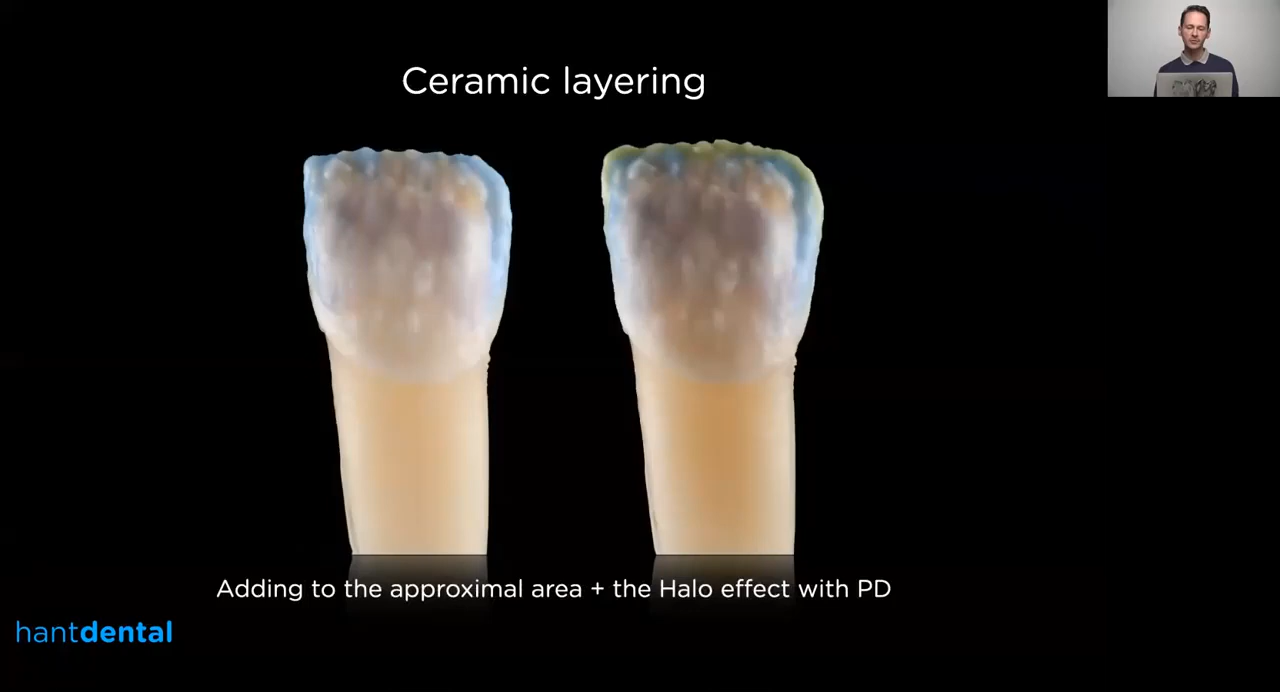 Ceramic layering
Adding to the approximal area + the Halo effect with PD
hantdental